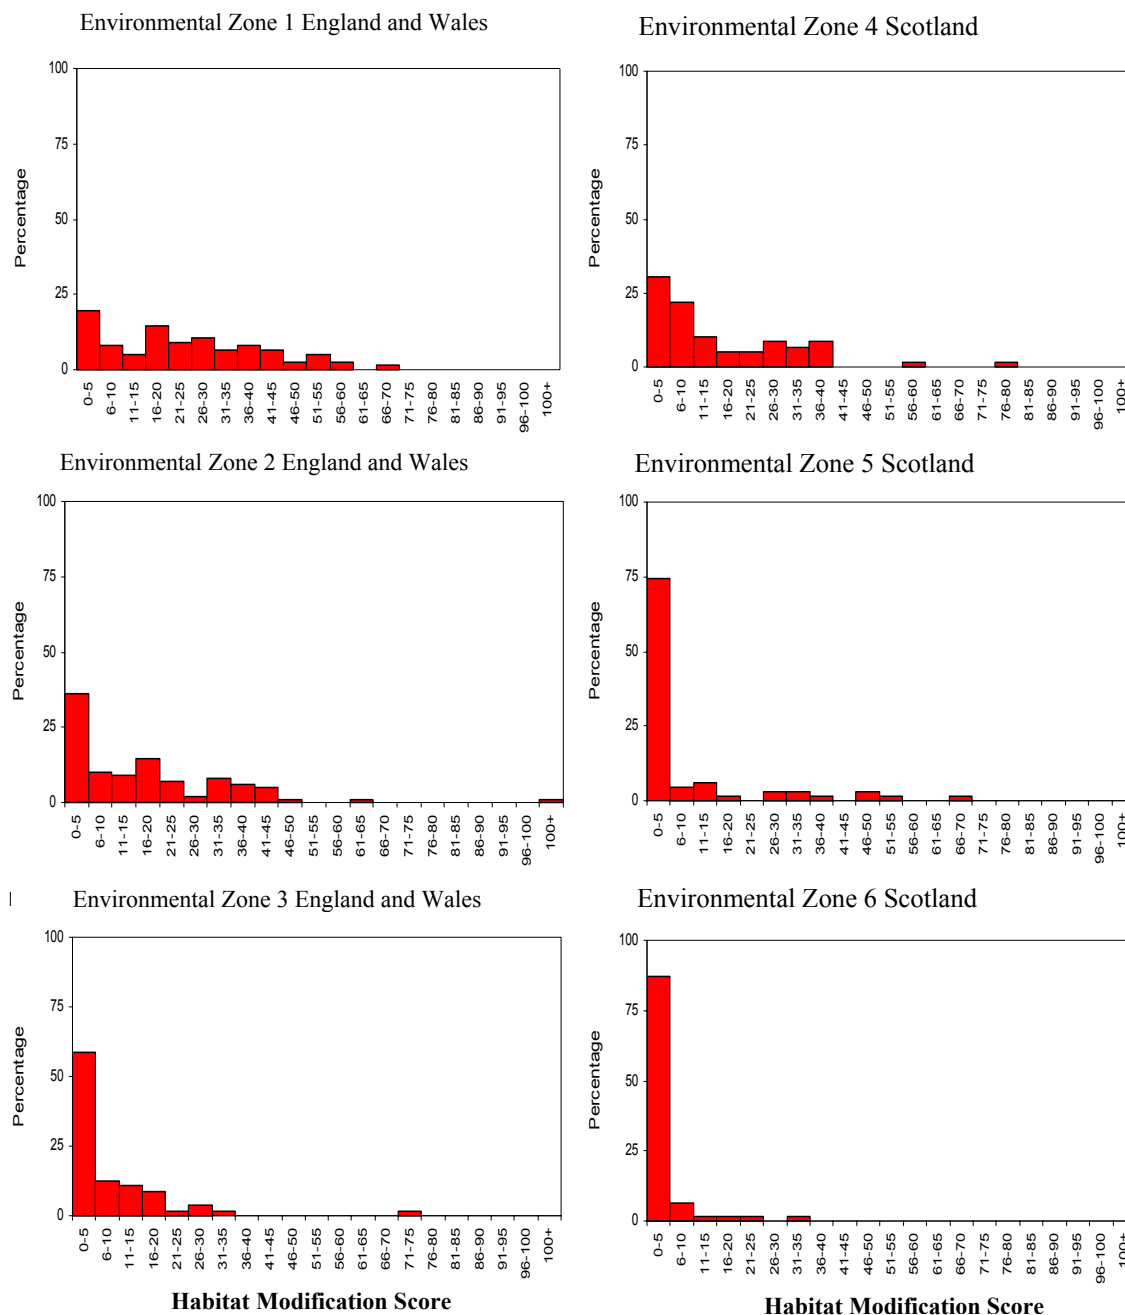 Environmental Zone 1 England and Wales
Percentage
100
75
50
25
0
0-5 6-10 11-15 16-20 21-25 26-30 31-35 36-40 41-45 46-50 51-55 56-60 61-65 66-70 71-75 76-80 81-85 86-90 91-95 96-100 100+
Environmental Zone 4 Scotland
Percentage
100
75
50
25
0
0-5 6-10 11-15 16-20 21-25 26-30 31-35 36-40 41-45 46-50 51-55 56-60 61-65 66-70 71-75 76-80 81-85 86-90 91-95 96-100 100+
Environmental Zone 2 England and Wales
Percentage
100
75
50
25
0
0-5 6-10 11-15 16-20 21-25 26-30 31-35 36-40 41-45 46-50 51-55 56-60 61-65 66-70 71-75 76-80 81-85 86-90 91-95 96-100 100+
Environmental Zone 5 Scotland
Percentage
100
75
50
25
0
0-5 6-10 11-15 16-20 21-25 26-30 31-35 36-40 41-45 46-50 51-55 56-60 61-65 66-70 71-75 76-80 81-85 86-90 91-95 96-100 100+
Environmental Zone 3 England and Wales
Percentage
100
75
50
25
0
0-5 6-10 11-15 16-20 21-25 26-30 31-35 36-40 41-45 46-50 51-55 56-60 61-65 66-70 71-75 76-80 81-85 86-90 91-95 96-100 100+
Habitat Modification Score
Environmental Zone 6 Scotland
Percentage
100
75
50
25
0
0-5 6-10 11-15 16-20 21-25 26-30 31-35 36-40 41-45 46-50 51-55 56-60 61-65 66-70 71-75 76-80 81-85 86-90 91-95 96-100 100+
Habitat Modification Score